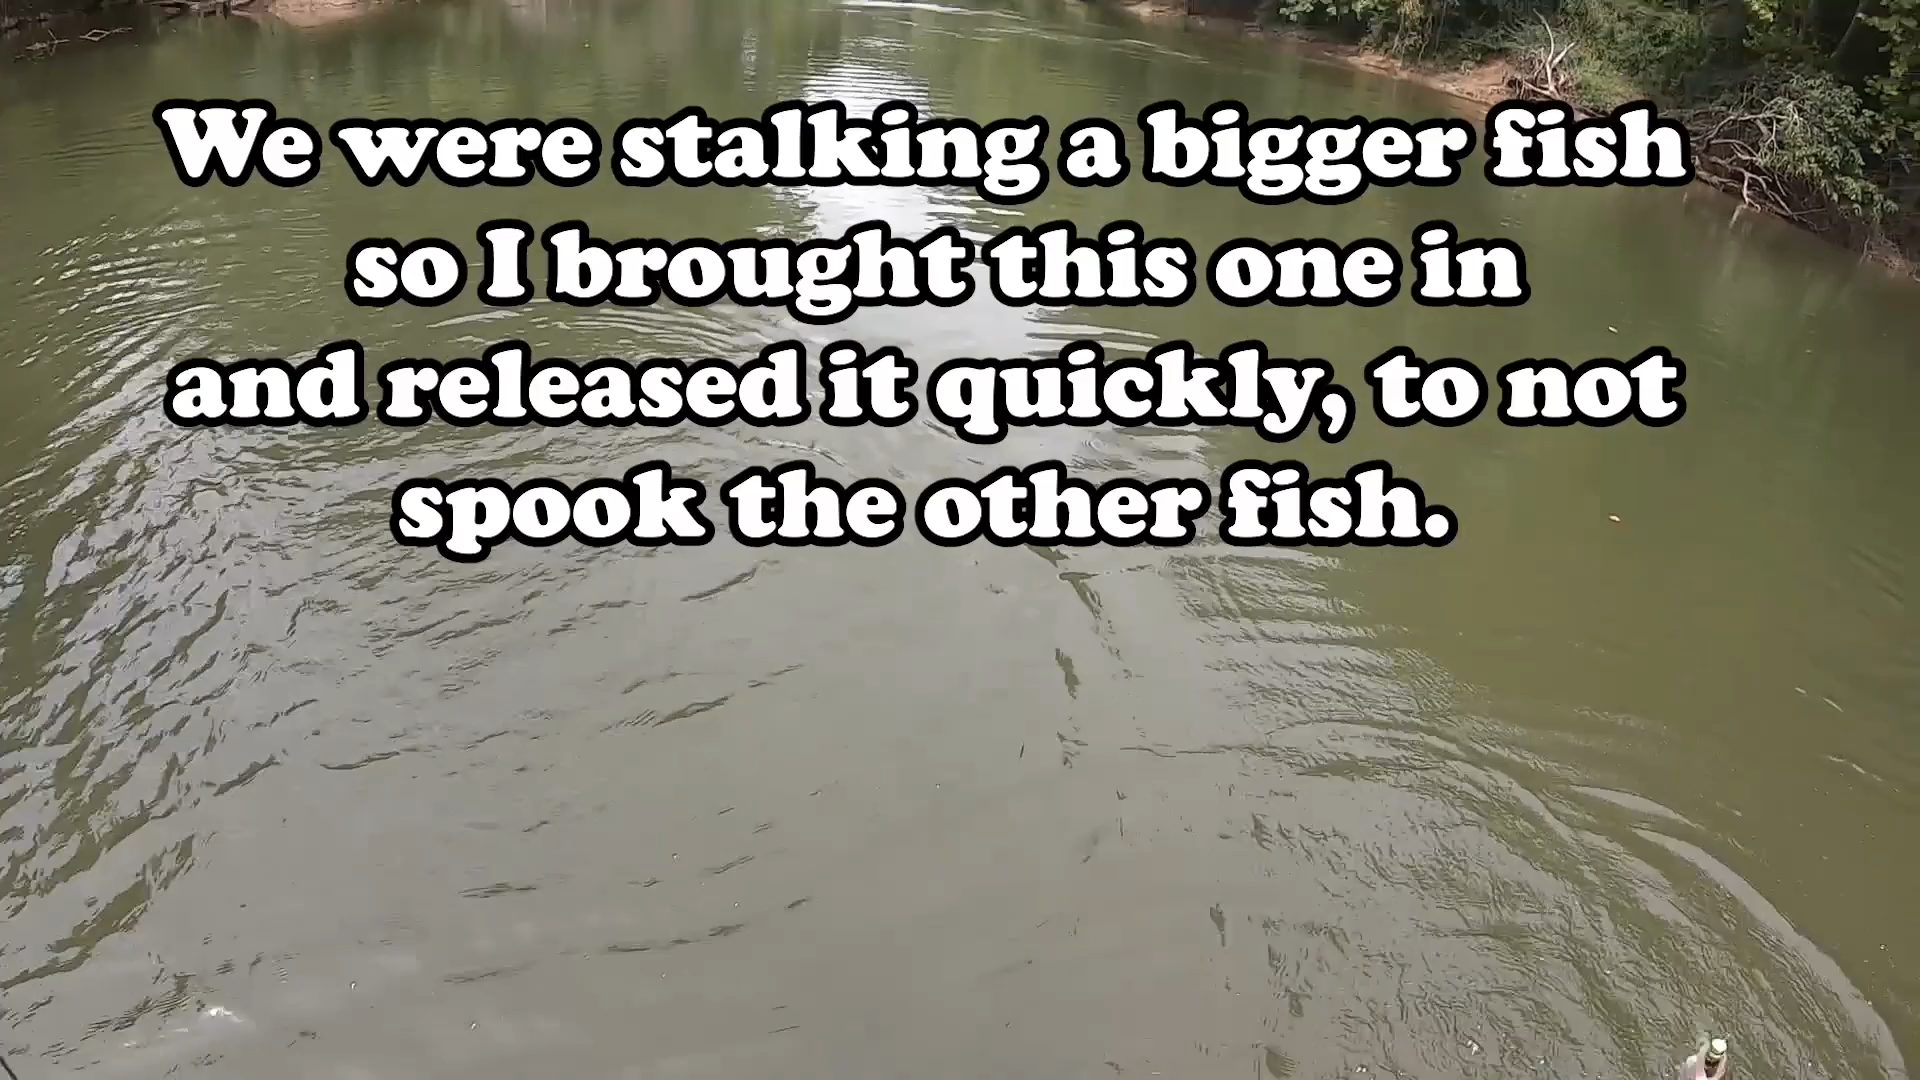 We were stalking a bigger fish
so I brought this one in
and released it quickly, to not
spook the other fish.